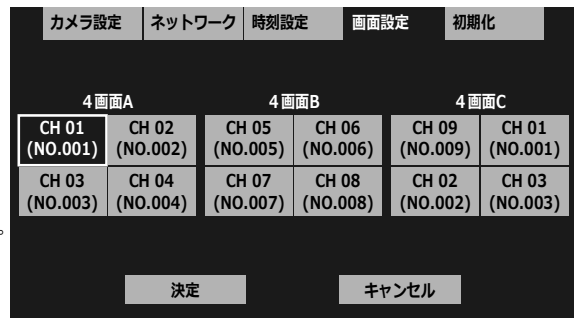 カメラ設定 ネットワーク 時刻設定 画面設定 初期化
4画面A 4画面B 4画面C
CH 01 CH 02 CH 05 CH 06 CH 09 CH 01
(NO.001) (NO.002) (NO.005) (NO.006) (NO.009) (NO.001)
CH 03 CH 04 CH 07 CH 08 CH 02 CH 03
(NO.003) (NO.004) (NO.007) (NO.008) (NO.002) (NO.003)
。
決定 キャンセル